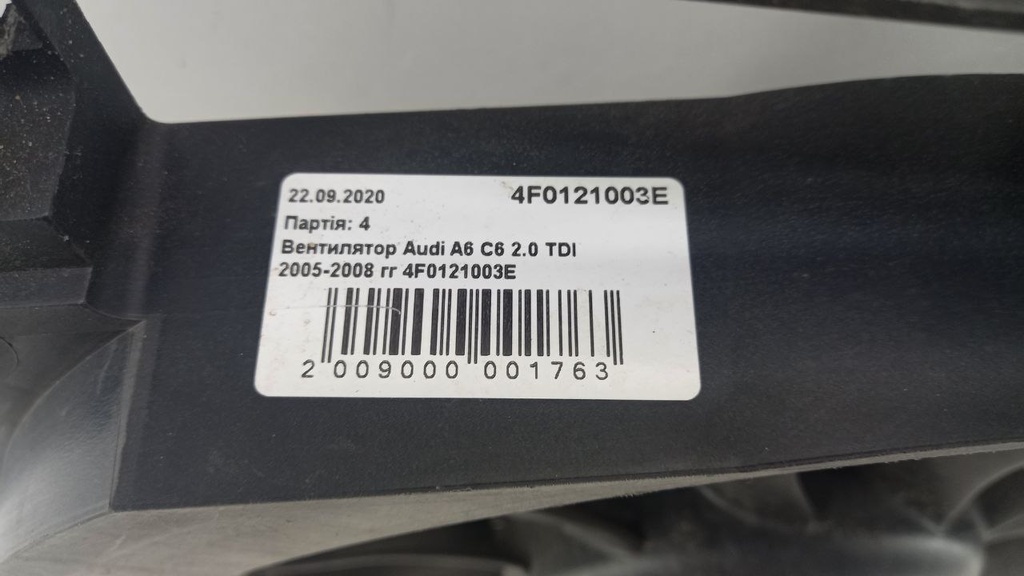 22.09.2020 4F0121003E
Партія: 4
Вентилятор Audi A6 C6 2.0 TDI
2005-2008 гг 4F0121003E
2 009000 001763